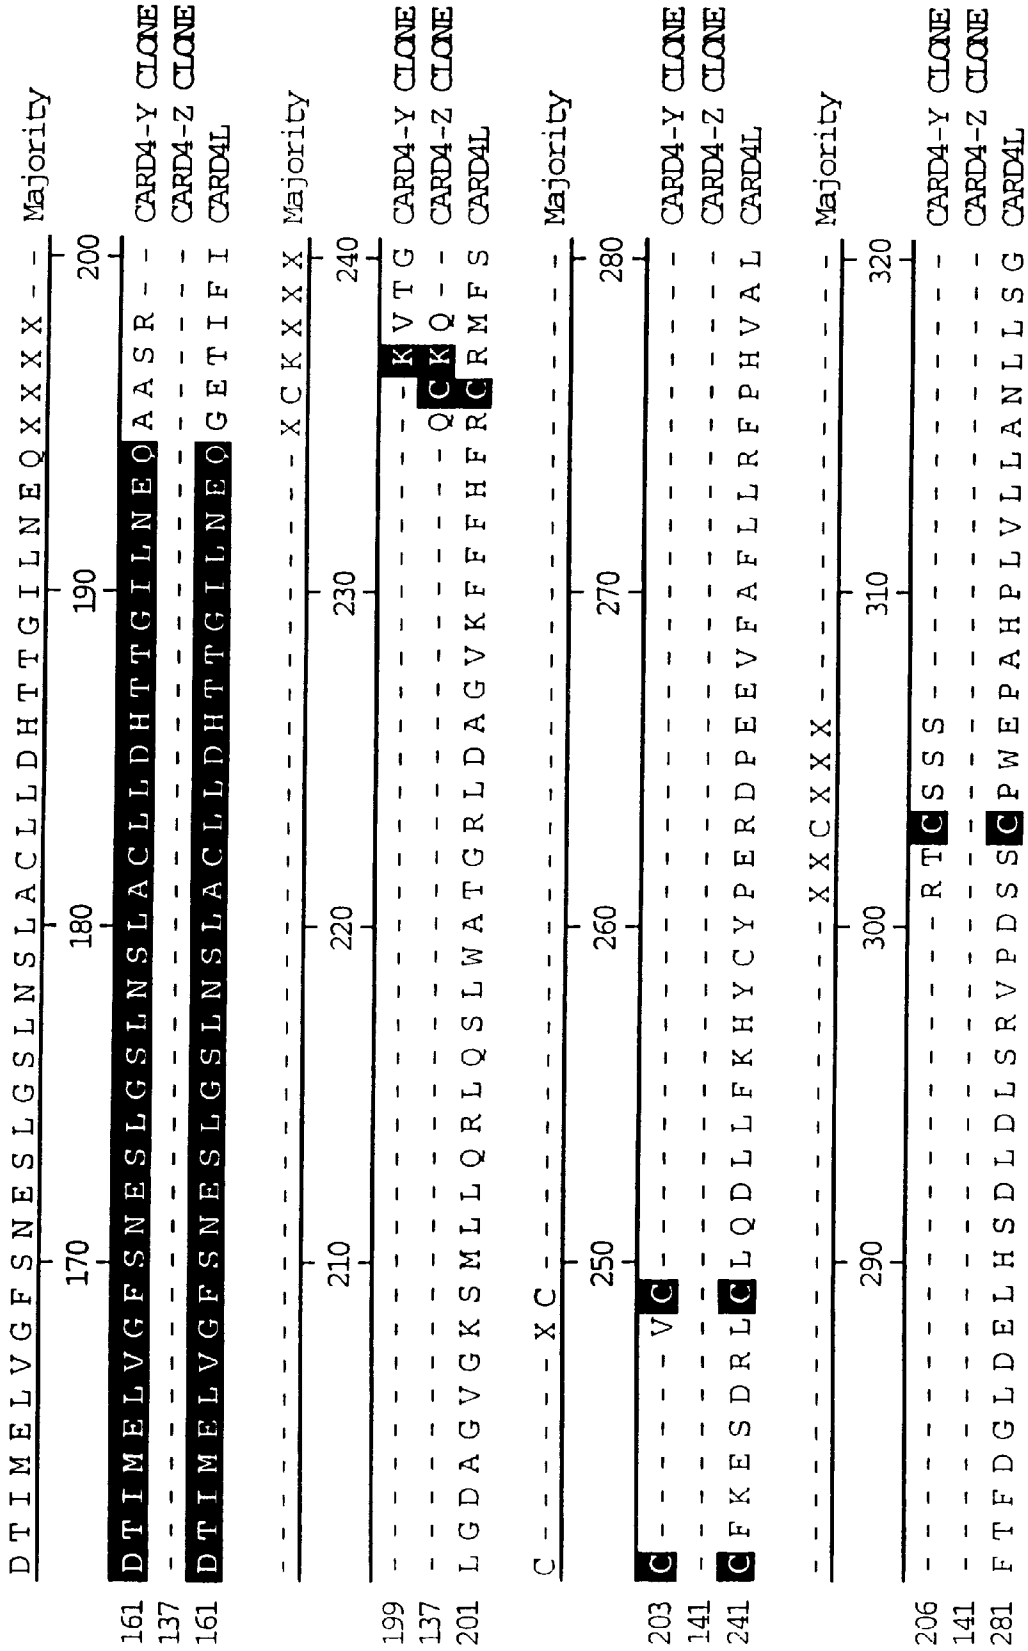 D T I M E L V G F S N E S L G S L N S L A C L L D H T T G I L N E Q X X X X - - Majority
170 180 190 200
161 D T I M E L V G F S N E S L G S L N S L A C L L D H T T G I L N E Q A A S R - - CARD4-Y CLONE
137 - - - - - - - - - - - - - - - - - - - - - - - - - - - - - - - - - - - - - - - - CARD4-Z CLONE
161 D T I M E L V G F S N E S L G S L N S L A C L L D H T T G I L N E Q G E T I F I CARD4L
- - - - - - - - - - - - - - - - - - - - - - - - - - - - - - - - - - X C K X X X Majority
210 220 230 240
199 - - - - - - - - - - - - - - - - - - - - - - - - - - - - - - - - - - - - K V T G CARD4-Y CLONE
137 - - - - - - - - - - - - - - - - - - - - - - - - - - - - - - - - - - Q C K Q - - CARD4-Z CLONE
201 L G D A G V G K S M L L Q R L Q S L W A T G R L D A G V K F F F H F R C R M F S CARD4L
C - - - - - - X C - - - - - - - - - - - - - - - - - - - - - - - - - - - - - - - Majority
250 260 270 280
203 C - - - - - - V C - - - - - - - - - - - - - - - - - - - - - - - - - - - - - - - CARD4-Y CLONE
141 - - - - - - - - - - - - - - - - - - - - - - - - - - - - - - - - - - - - - - - - CARD4-Z CLONE
241 C F K E S D R L C L Q D L L F K H Y C Y P E R D P E E V F A F L L R F P H V A L CARD4L
- - - - - - - - - - - - - - - - - - - - X X C X X X - - - - - - - - - - - - - - Majority
290 300 310 320
206 - - - - - - - - - - - - - - - - - - - - R T C S S S - - - - - - - - - - - - - - CARD4-Y CLONE
141 - - - - - - - - - - - - - - - - - - - - - - - - - - - - - - - - - - - - - - - - CARD4-Z CLONE
281 F T F D G L D E L H S D L D L S R V P D S S C P W E P A H P L V L L A N L L S G CARD4L